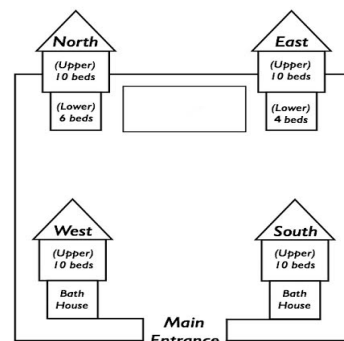 North
(Upper)
10 beds
(Lower)
6 beds
East
(Upper)
10 beds
(Lower)
4 beds
West
(Upper)
10 beds
Bath
House
South
(Upper)
10 beds
Bath
House
Main
Entrance